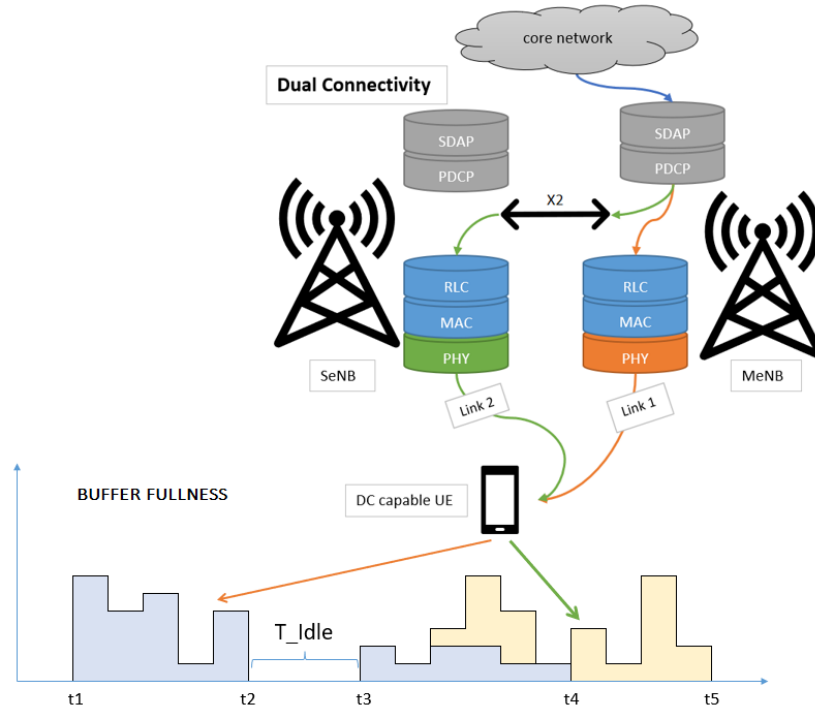 core network
Dual Connectivity
SDAP
PDCP
SDAP
PDCP
X2
RLC
MAC
PHY
RLC
MAC
PHY
SeNB
MeNB
Link 2
Link 1
BUFFER FULLNESS
DC capable UE
T_Idle
t1
t2
t3
t4
t5